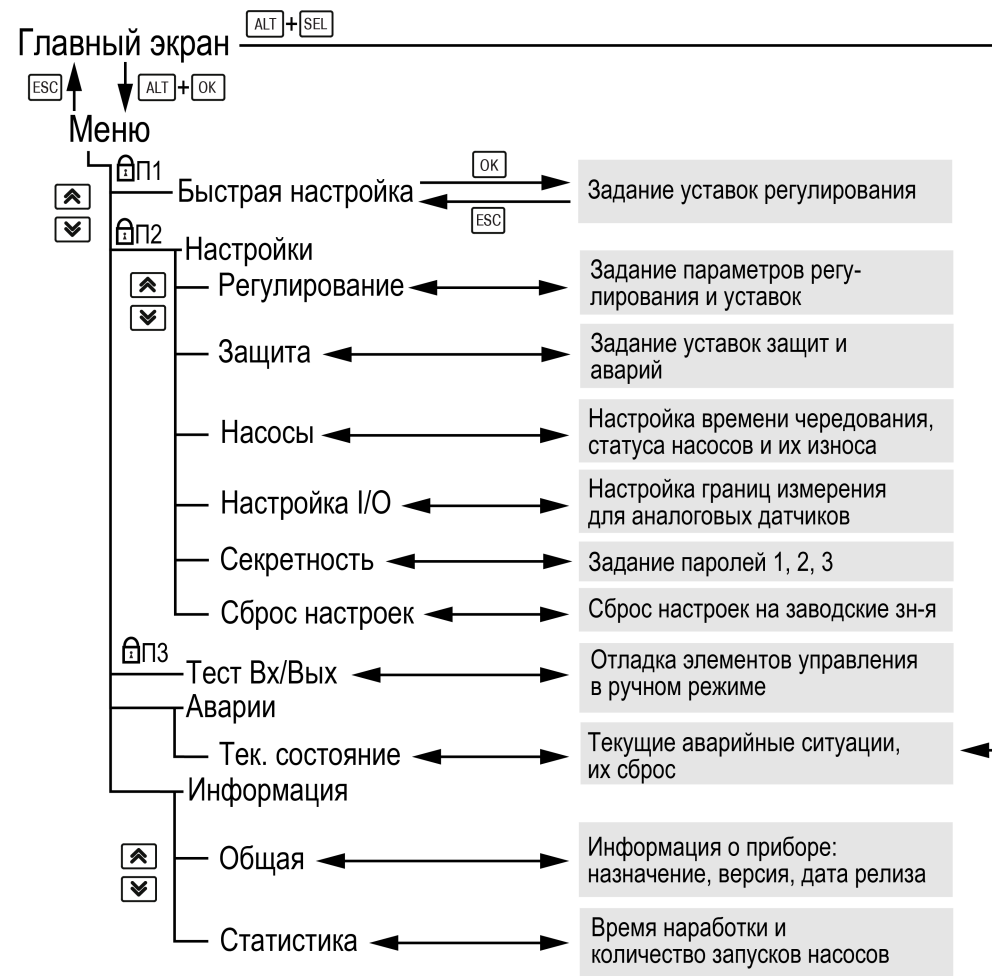 ALT + SEL
Главный экран
ESC ALT + OK
Меню
П1
Быстрая настройка
OK
ESC
Задание уставок регулирования
П2
Настройки
Регулирование
Задание параметров регу-
лирования и уставок
Защита
Задание уставок защит и
аварий
Насосы
Настройка времени чередования,
статуса насосов и их износа
Настройка I/O
Настройка границ измерения
для аналоговых датчиков
Секретность
Задание паролей 1, 2, 3
Сброс настроек
Сброс настроек на заводские зн-я
П3
Тест Вх/Вых
Отладка элементов управления
в ручном режиме
Аварии
Тек. состояние
Текущие аварийные ситуации,
их сброс
Информация
Общая
Информация о приборе:
назначение, версия, дата релиза
Статистика
Время наработки и
количество запусков насосов